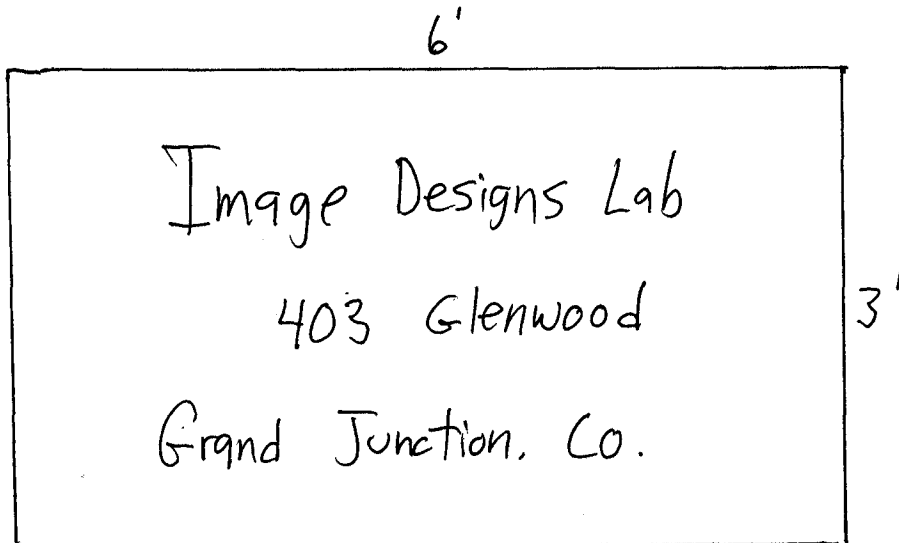 6'
Image Designs Lab
403 Glenwood
3'
Grand Junction, Co.